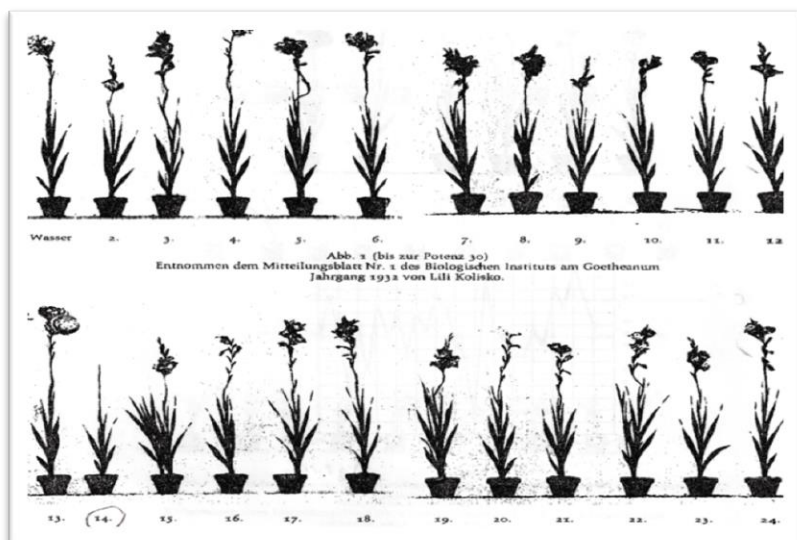 Wasser 2. 3. 4. 5. 6. 7. 8. 9. 10. 11. 12
Abb. 1 (bis zur Potenz 30)
Entnommen dem Mitteilungsblatt Nr. 1 des Biologischen Instituts am Goetheanum
Jahrgang 1932 von Lili Kolisko.
13. 14. 15. 16. 17. 18. 19. 20. 21. 22. 23. 24.